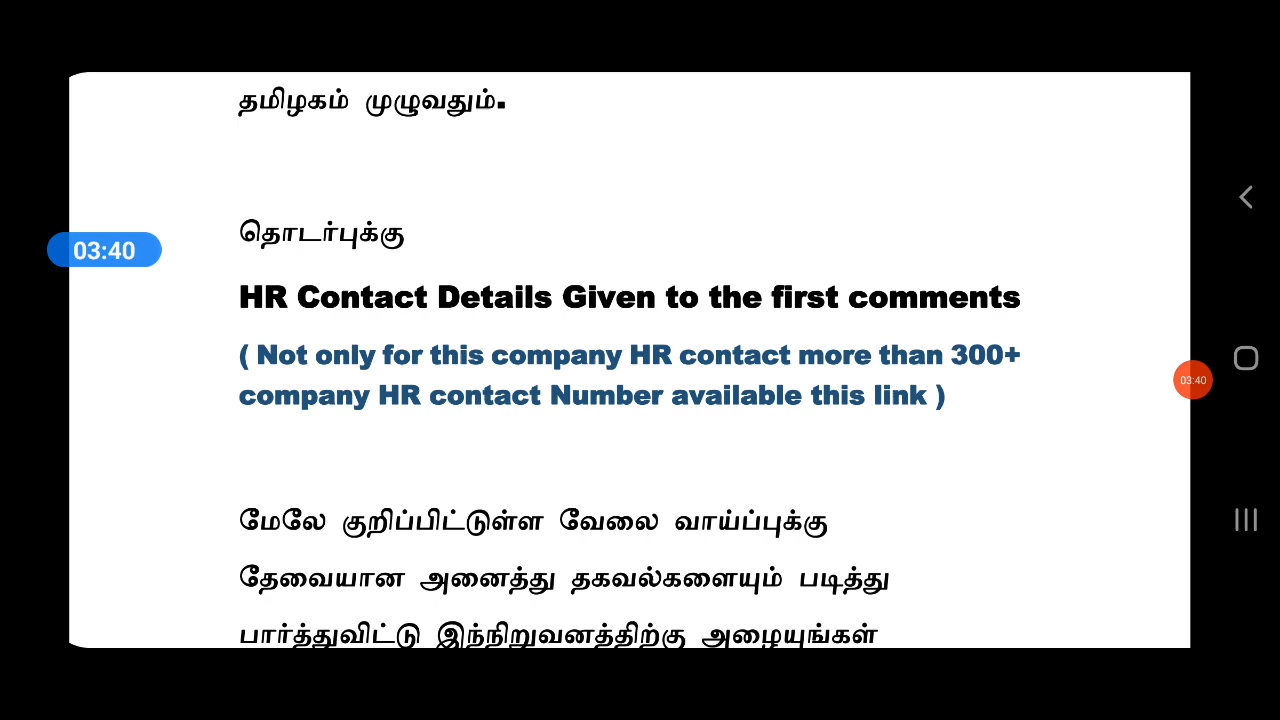 தமிழகம் முழுவதும்.
தொடர்புக்கு
03:40
HR Contact Details Given to the first comments
( Not only for this company HR contact more than 300+
company HR contact Number available this link )
03:40
மேலே குறிப்பிட்டுள்ள வேலை வாய்ப்புக்கு
தேவையான அனைத்து தகவல்களையும் படித்து
பார்த்துவிட்டு இந்நிறுவனத்திற்கு அழையுங்கள்